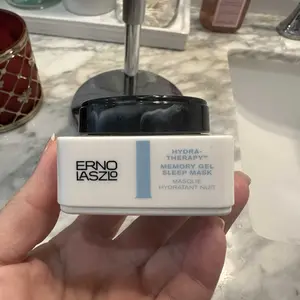 ERNO
LASZLO
HYDRA-
THERAPY™
MEMORY GEL
SLEEP MASK
MASQUE
HYDRATANT NUIT